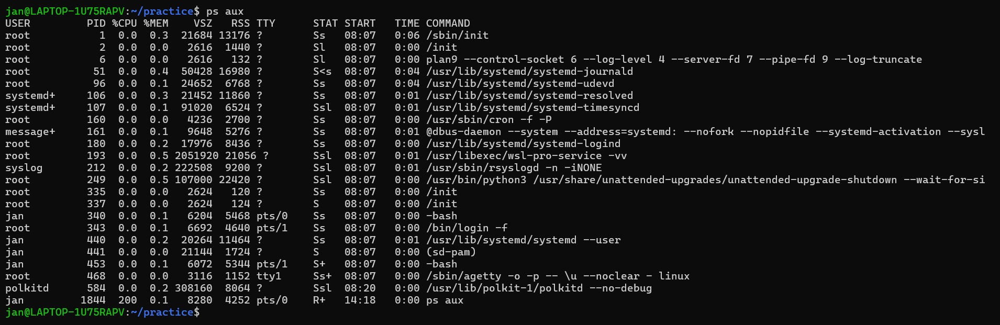 jan@LAPTOP-1U75RAPV:~/practice$ ps aux
USER         PID %CPU %MEM    VSZ   RSS TTY      STAT START   TIME COMMAND
root           1  0.0  0.3  21684 13176 ?        Ss   08:07   0:06 /sbin/init
root           2  0.0  0.0   2616  1440 ?        Sl   08:07   0:00 /init
root           6  0.0  0.0   2616   132 ?        Sl   08:07   0:00 plan9 --control-socket 6 --log-level 4 --server-fd 7 --pipe-fd 9 --log-truncate
root          51  0.0  0.4  50428 16980 ?        S<s  08:07   0:04 /usr/lib/systemd/systemd-journald
root          96  0.0  0.1  24652  6768 ?        Ss   08:07   0:04 /usr/lib/systemd/systemd-udevd
systemd+     106  0.0  0.3  21452 11860 ?        Ss   08:07   0:01 /usr/lib/systemd/systemd-resolved
systemd+     107  0.0  0.1  91020  6524 ?        Ssl  08:07   0:01 /usr/lib/systemd/systemd-timesyncd
root         160  0.0  0.0   4236  2700 ?        Ss   08:07   0:00 /usr/sbin/cron -f -P
message+     161  0.0  0.1   9648  5276 ?        Ss   08:07   0:01 @dbus-daemon --system --address=systemd: --nofork --nopidfile --systemd-activation --sysl
root         180  0.0  0.2  17976  8436 ?        Ss   08:07   0:00 /usr/lib/systemd/systemd-logind
root         193  0.0  0.5 2051920 21056 ?       Ssl  08:07   0:01 /usr/libexec/wsl-pro-service -vv
syslog       212  0.0  0.2 222508  9200 ?        Ssl  08:07   0:01 /usr/sbin/rsyslogd -n -iNONE
root         249  0.0  0.5 107000 22420 ?        Ssl  08:07   0:00 /usr/bin/python3 /usr/share/unattended-upgrades/unattended-upgrade-shutdown --wait-for-si
root         335  0.0  0.0   2624   120 ?        Ss   08:07   0:00 /init
root         337  0.0  0.0   2624   124 ?        S    08:07   0:00 /init
jan          340  0.0  0.1   6204  5468 pts/0    Ss   08:07   0:00 -bash
root         343  0.0  0.1   6692  4640 pts/1    Ss   08:07   0:00 /bin/login -f
jan          440  0.0  0.2  20264 11464 ?        Ss   08:07   0:01 /usr/lib/systemd/systemd --user
jan          441  0.0  0.0  21144  1724 ?        S    08:07   0:00 (sd-pam)
jan          453  0.0  0.1   6072  5344 pts/1    S+   08:07   0:00 -bash
root         468  0.0  0.0   3116  1152 tty1     Ss+  08:07   0:00 /sbin/agetty -o -p -- \u --noclear - linux
polkitd      584  0.0  0.2 308160  8064 ?        Ssl  08:20   0:00 /usr/lib/polkit-1/polkitd --no-debug
jan         1844  200  0.1   8280  4252 pts/0    R+   14:18   0:00 ps aux
jan@LAPTOP-1U75RAPV:~/practice$